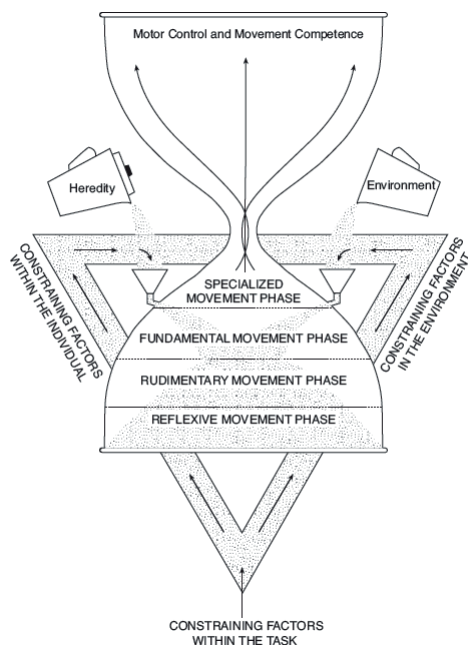 Motor Control and Movement Competence
Heredity
Environment
CONSTRAINING FACTORS
WITHIN THE INDIVIDUAL
CONSTRAINING FACTORS
IN THE ENVIRONMENT
SPECIALIZED
MOVEMENT PHASE
FUNDAMENTAL MOVEMENT PHASE
RUDIMENTARY MOVEMENT PHASE
REFLEXIVE MOVEMENT PHASE
CONSTRAINING FACTORS
WITHIN THE TASK